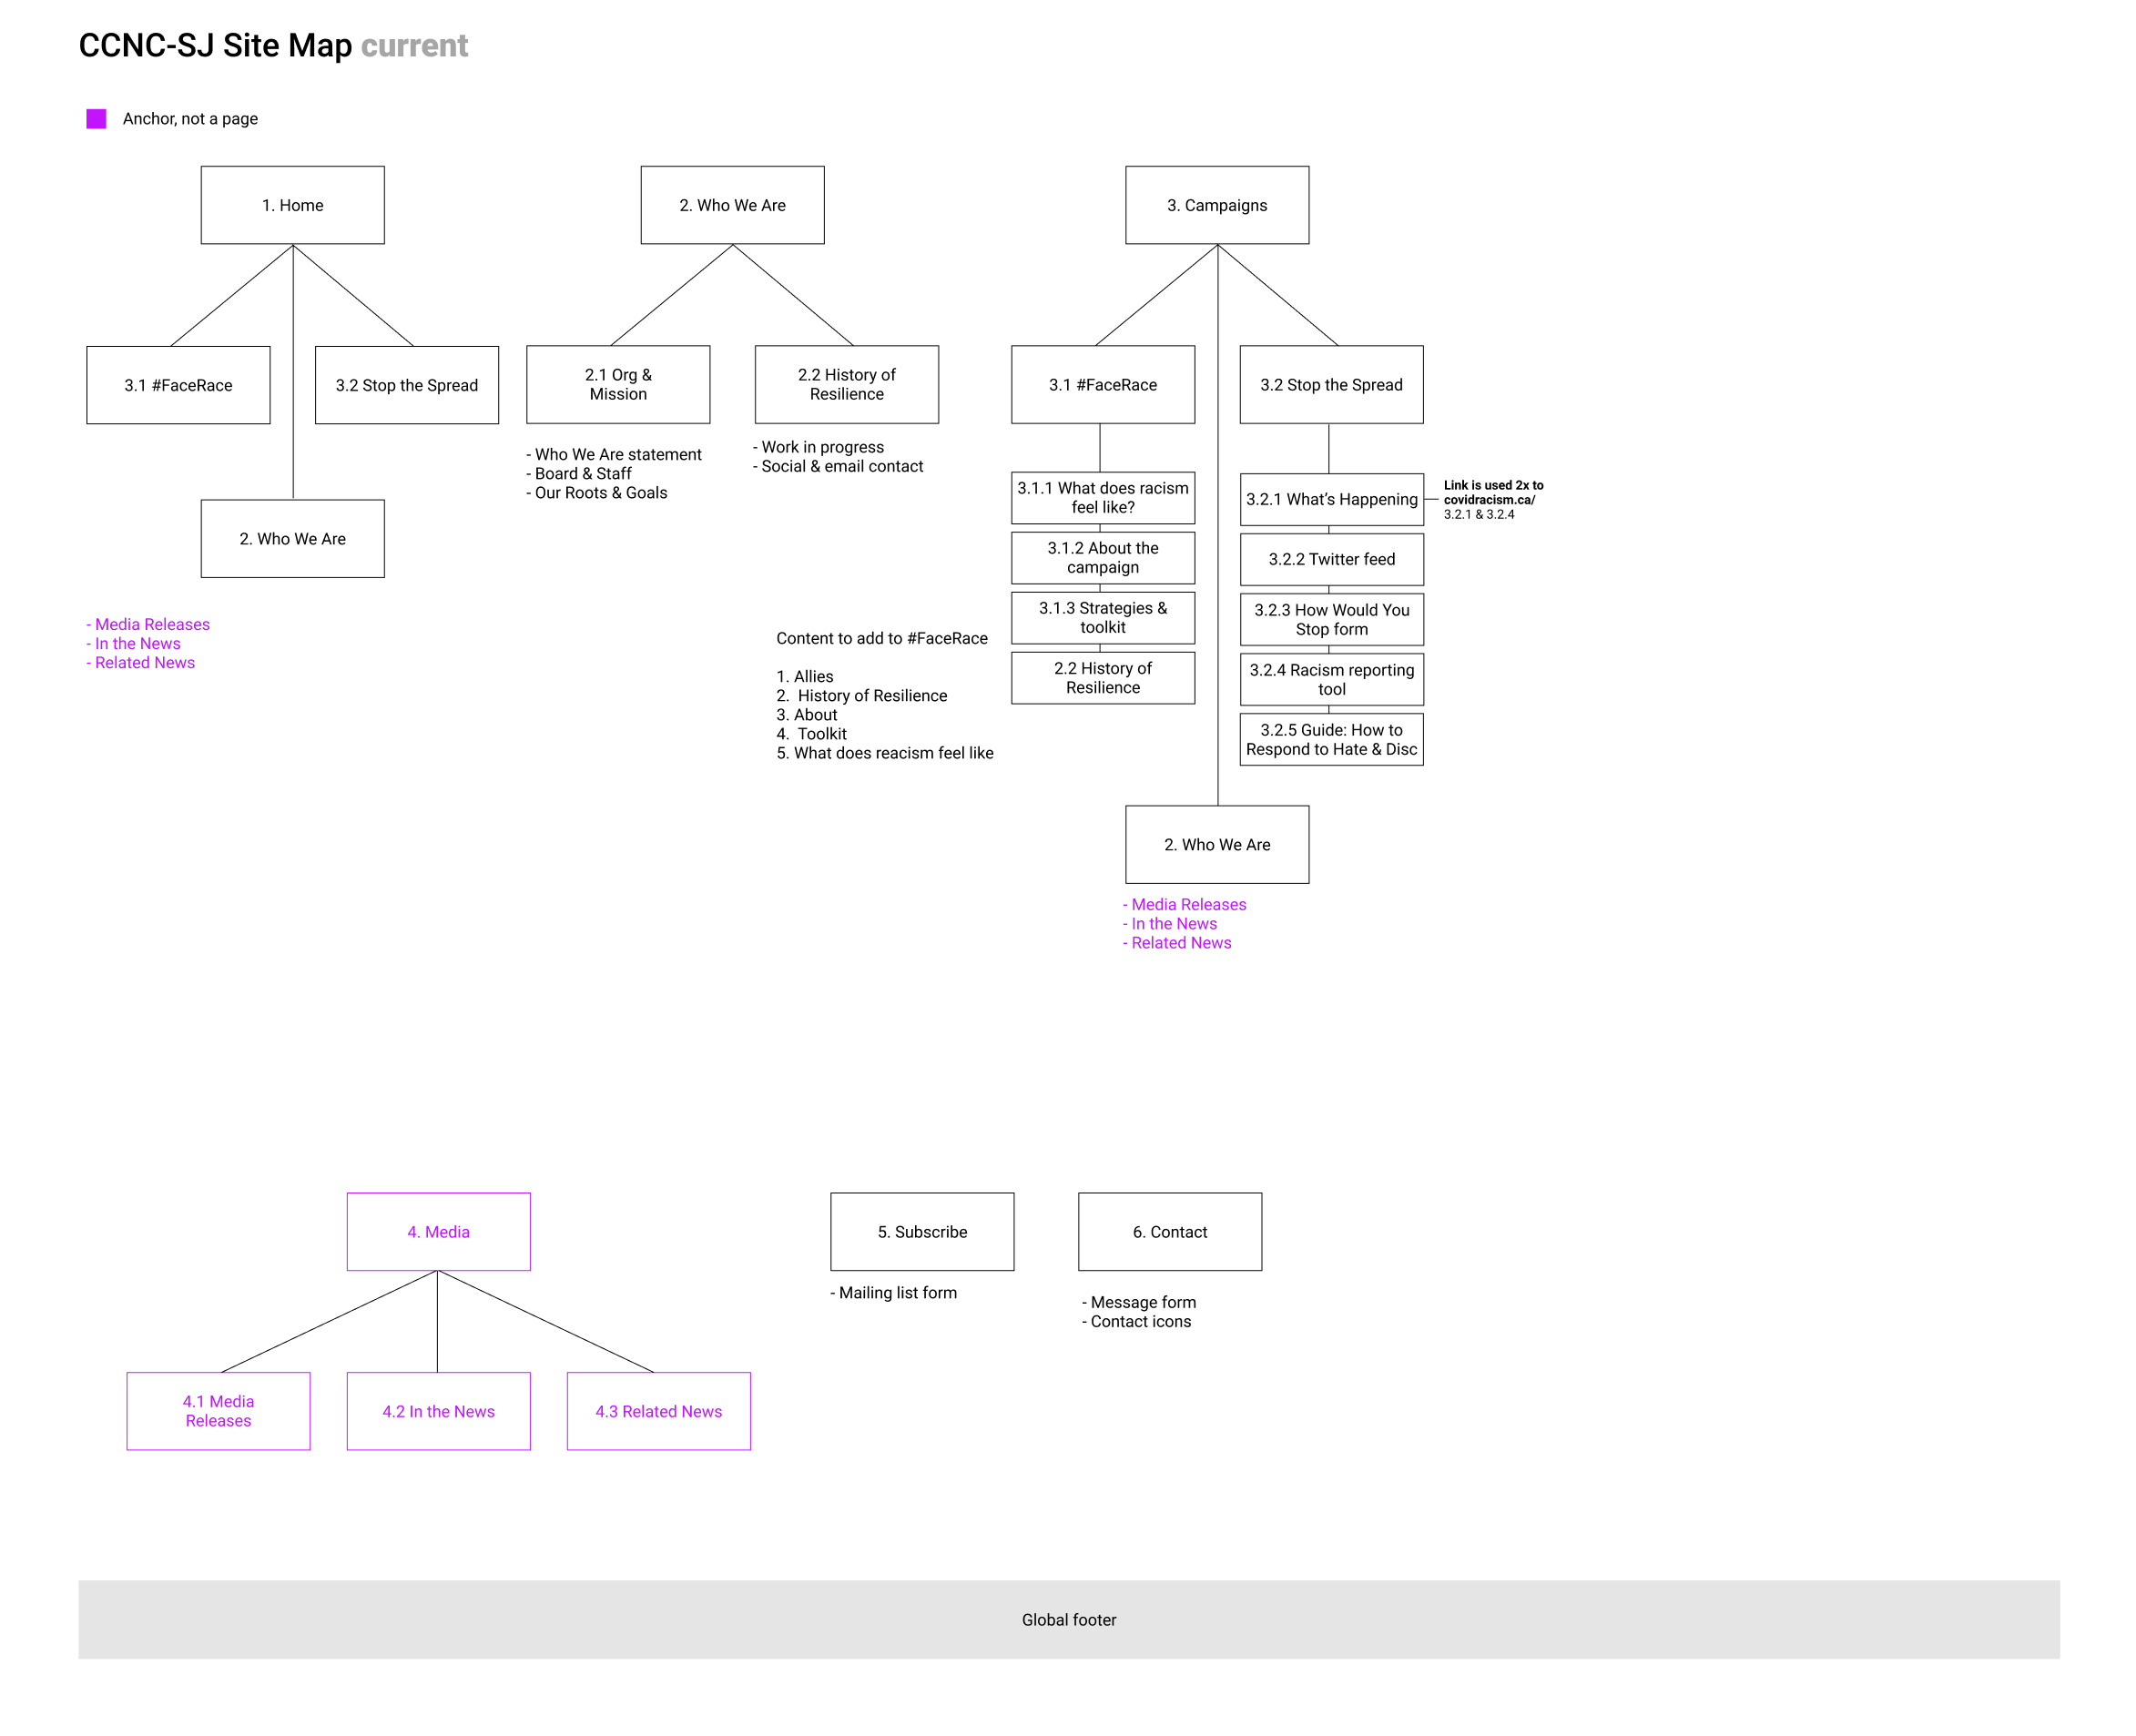 CCNC-SJ Site Map current
Anchor, not a page
1. Home
3.1 #FaceRace
3.2 Stop the Spread
2. Who We Are
- Media Releases
- In the News
- Related News
2. Who We Are
2.1 Org &
Mission
- Who We Are statement
- Board & Staff
- Our Roots & Goals
2.2 History of
Resilience
- Work in progress
- Social & email contact
3. Campaigns
3.1 #FaceRace
3.1.1 What does racism
feel like?
3.1.2 About the
campaign
3.1.3 Strategies &
toolkit
2.2 History of
Resilience
Content to add to #FaceRace
1. Allies
2. History of Resilience
3. About
4. Toolkit
5. What does reacism feel like
3.2 Stop the Spread
3.2.1 What’s Happening
Link is used 2x to
covidracism.ca/
3.2.1 & 3.2.4
3.2.2 Twitter feed
3.2.3 How Would You
Stop form
3.2.4 Racism reporting
tool
3.2.5 Guide: How to
Respond to Hate & Disc
2. Who We Are
- Media Releases
- In the News
- Related News
4. Media
4.1 Media
Releases
4.2 In the News
4.3 Related News
5. Subscribe
- Mailing list form
6. Contact
- Message form
- Contact icons
Global footer